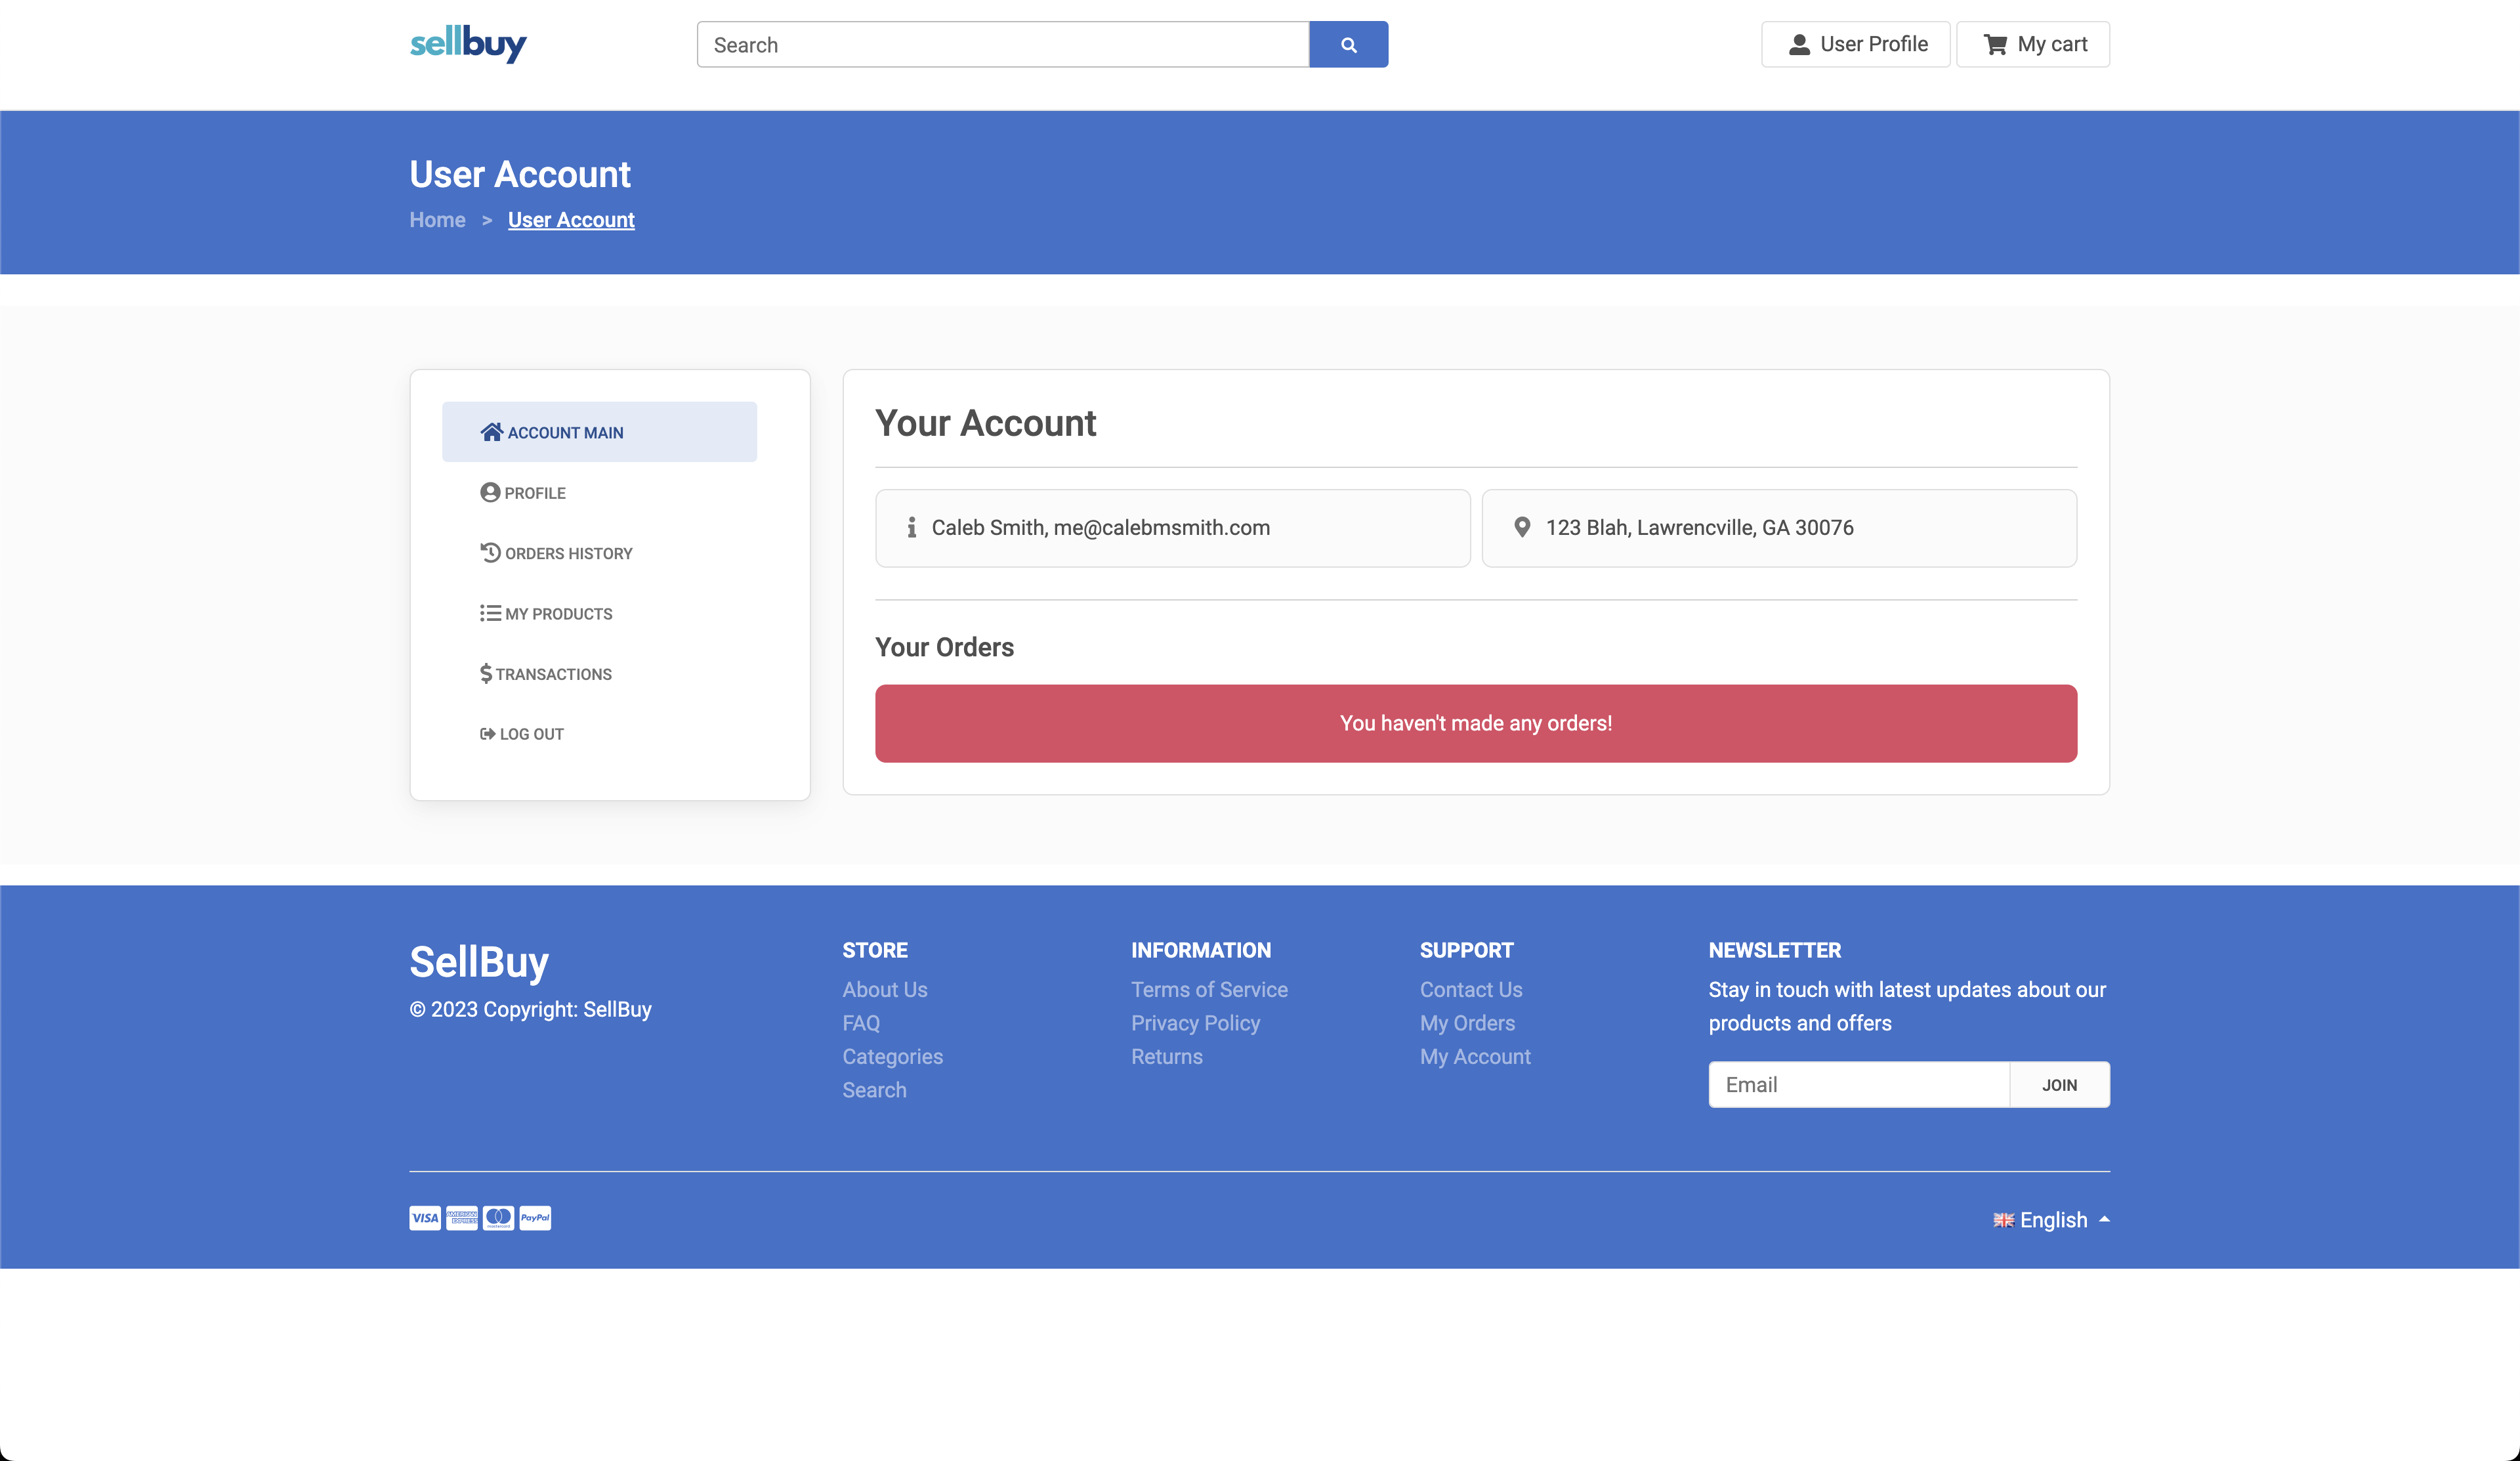 sellbuy
Search
User Profile
My cart
User Account
Home > User Account
ACCOUNT MAIN
PROFILE
ORDERS HISTORY
MY PRODUCTS
TRANSACTIONS
LOG OUT
Your Account
Caleb Smith, me@calebmsmith.com
123 Blah, Lawrencville, GA 30076
Your Orders
You haven't made any orders!
SellBuy
© 2023 Copyright: SellBuy
STORE
About Us
FAQ
Categories
Search
INFORMATION
Terms of Service
Privacy Policy
Returns
SUPPORT
Contact Us
My Orders
My Account
NEWSLETTER
Stay in touch with latest updates about our
products and offers
Email
JOIN
VISA
AMERICAN
EXPRESS
mastercard
PayPal
English